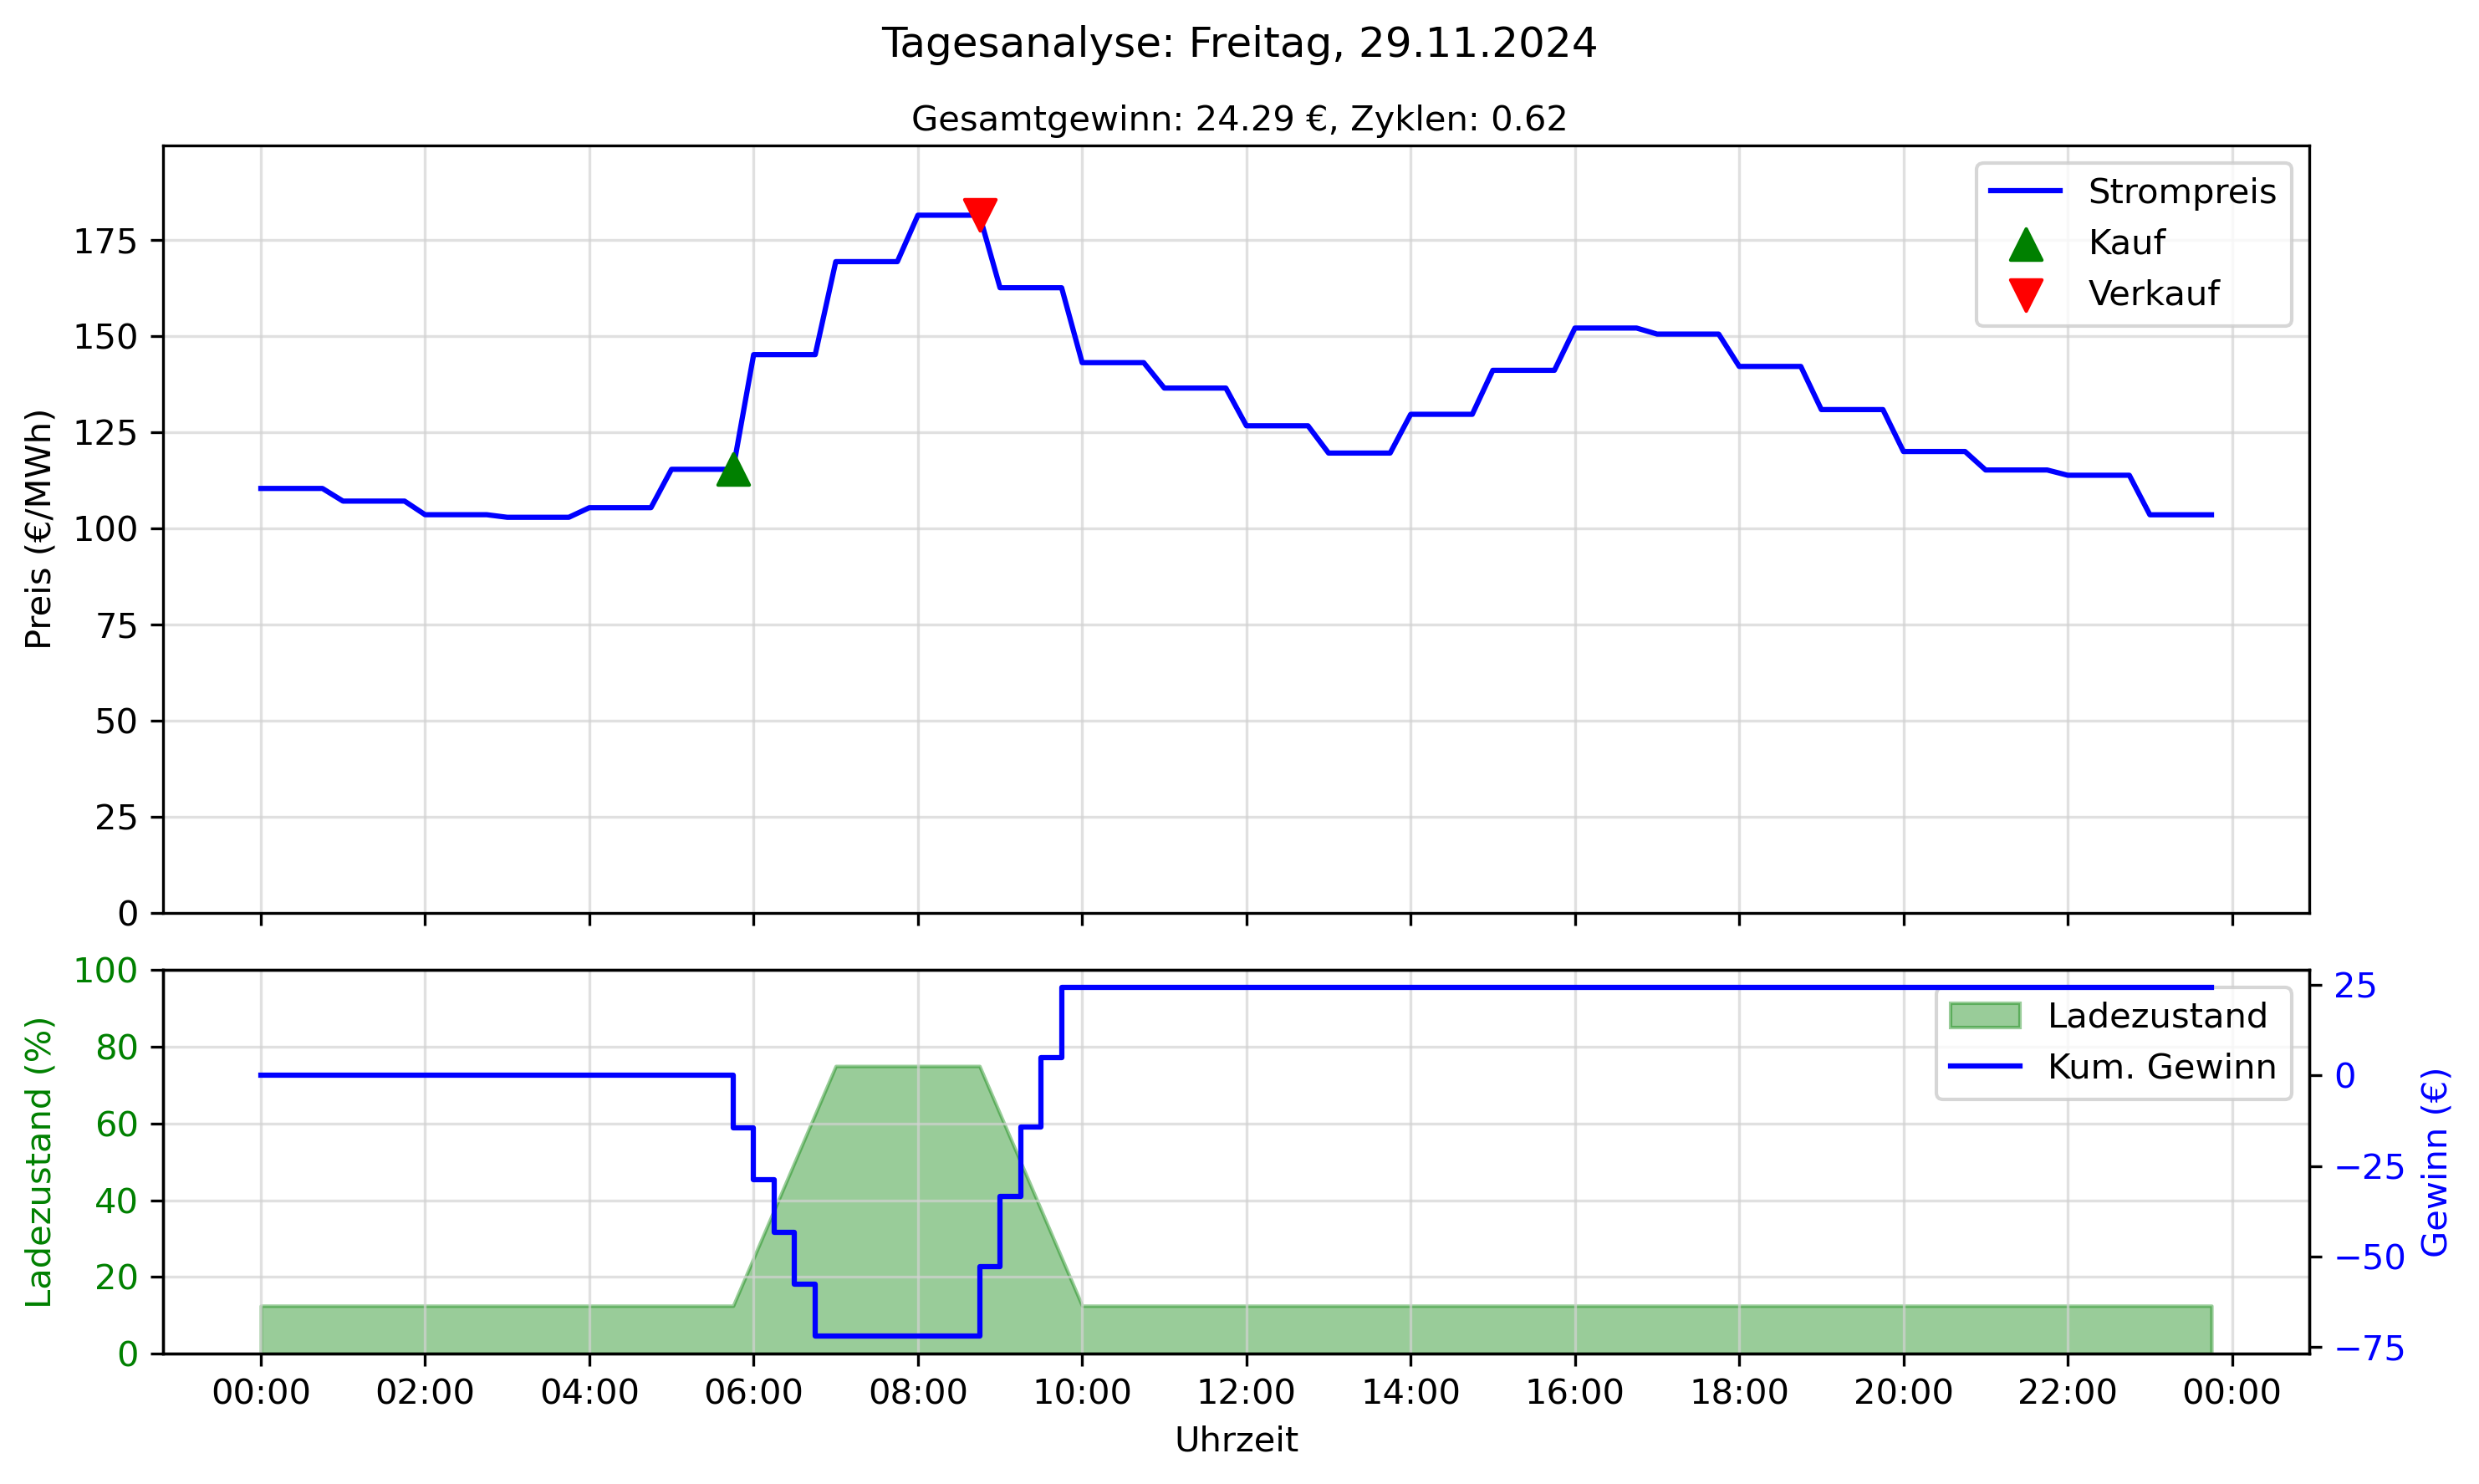 Tagesanalyse: Freitag, 29.11.2024
Gesamtgewinn: 24.29 €, Zyklen: 0.62
Preis (€/MWh)
175
150
125
100
75
50
25
0
Strompreis
Kauf
Verkauf
Ladezustand (%)
100
80
60
40
20
0
Ladezustand
Kum. Gewinn
25
0
−25
−50
−75
Gewinn (€)
00:00 02:00 04:00 06:00 08:00 10:00 12:00 14:00 16:00 18:00 20:00 22:00 00:00
Uhrzeit